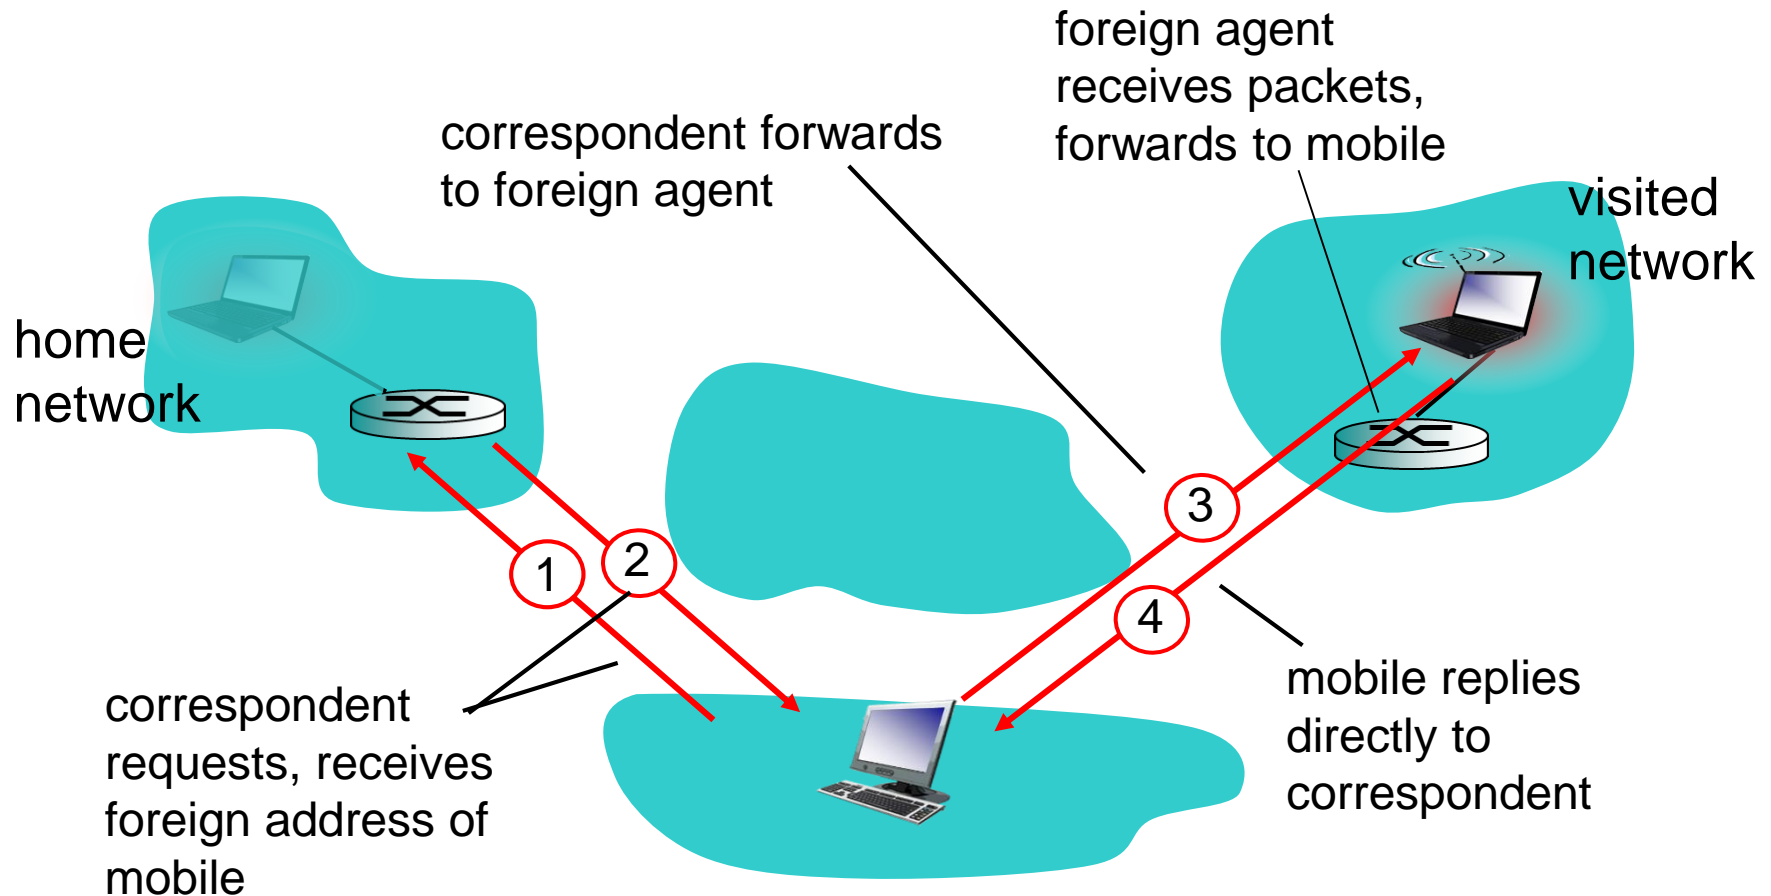 foreign agent
receives packets,
forwards to mobile
correspondent forwards
to foreign agent
visited
network
home
network
3
2
1
4
correspondent
requests, receives
foreign address of
mobile
mobile replies
directly to
correspondent